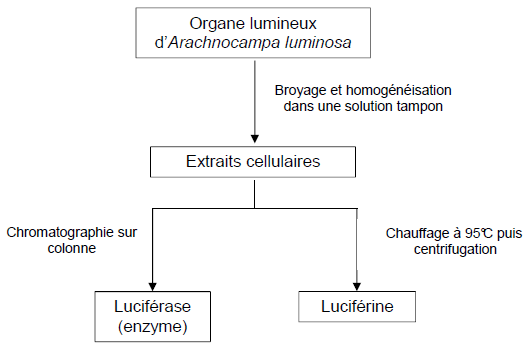 Organe lumineux
d'Arachnocampa luminosa
Broyage et homogénéisation
dans une solution tampon
Extraits cellulaires
Chromatographie sur
colonne
Chauffage à 95°C puis
centrifugation
Luciférase
(enzyme)
Luciférine